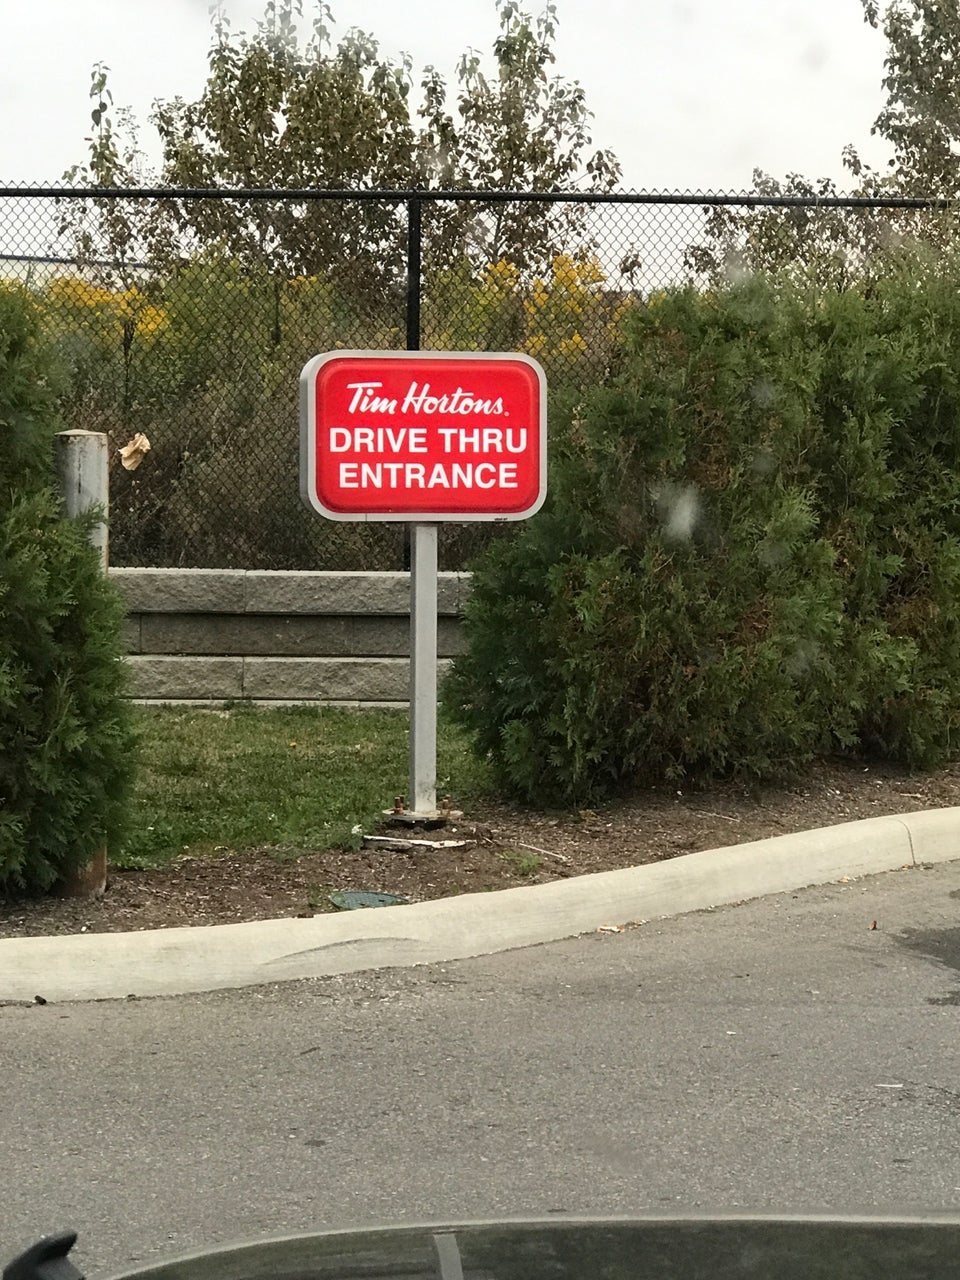 Tim Hortons
DRIVE THRU
ENTRANCE